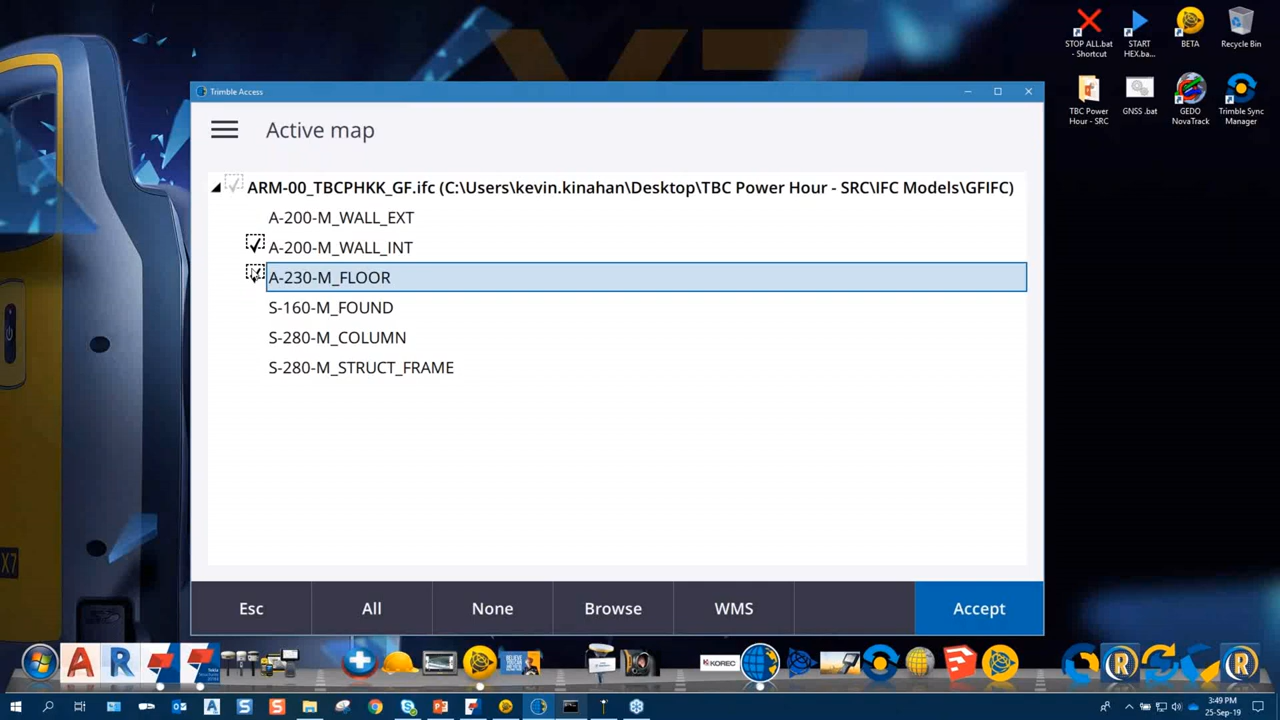 X7
STOP ALL.bat
- Shortcut
START
HEX.ba...
BETA
Recycle Bin
Trimble Access
Active map
TBC Power
Hour - SRC
GNSS .bat
GEDO
NovaTrack
Trimble Sync
Manager
ARM-00_TBCPHKK_GF.ifc (C:\Users\kevin.kinahan\Desktop\TBC Power Hour - SRC\IFC Models\GFIFC)
A-200-M_WALL_EXT
A-200-M_WALL_INT
A-230-M_FLOOR
S-160-M_FOUND
S-280-M_COLUMN
S-280-M_STRUCT_FRAME
X7
Esc
All
None
Browse
WMS
Accept
KOREC
3:49 PM
25-Sep-19